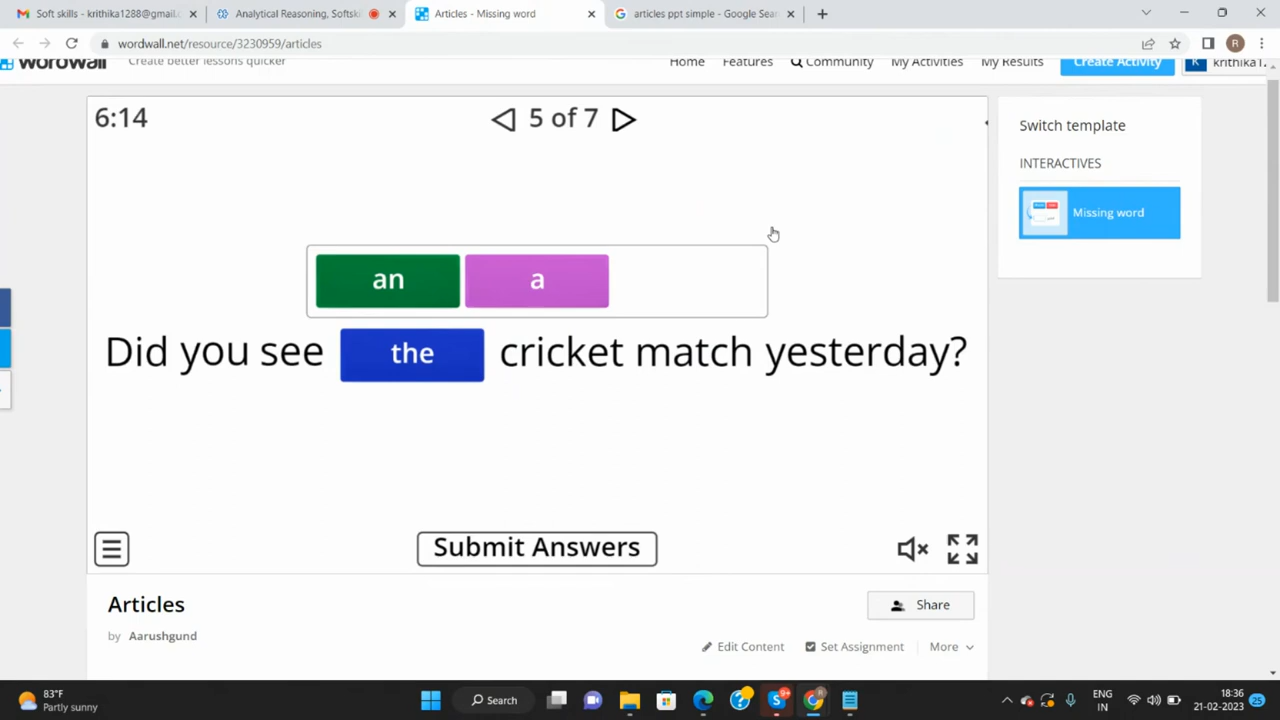 Soft skills - krithika1288@gmail.c
Analytical Reasoning, Softski
Articles - Missing word
articles ppt simple - Google Sear
wordwall.net/resource/3230959/articles
R
wordwall
Create better lessons quicker
Home
Features
Community
My Activities
My Results
Create Activity
K
krithika1...
6:14
5 of 7
Switch template
INTERACTIVES
Missing word
an
a
Did you see the cricket match yesterday?
Submit Answers
Articles
Share
by Aarushgund
Edit Content
Set Assignment
More
83°F
Partly sunny
Search
ENG
IN
18:36
21-02-2023
25